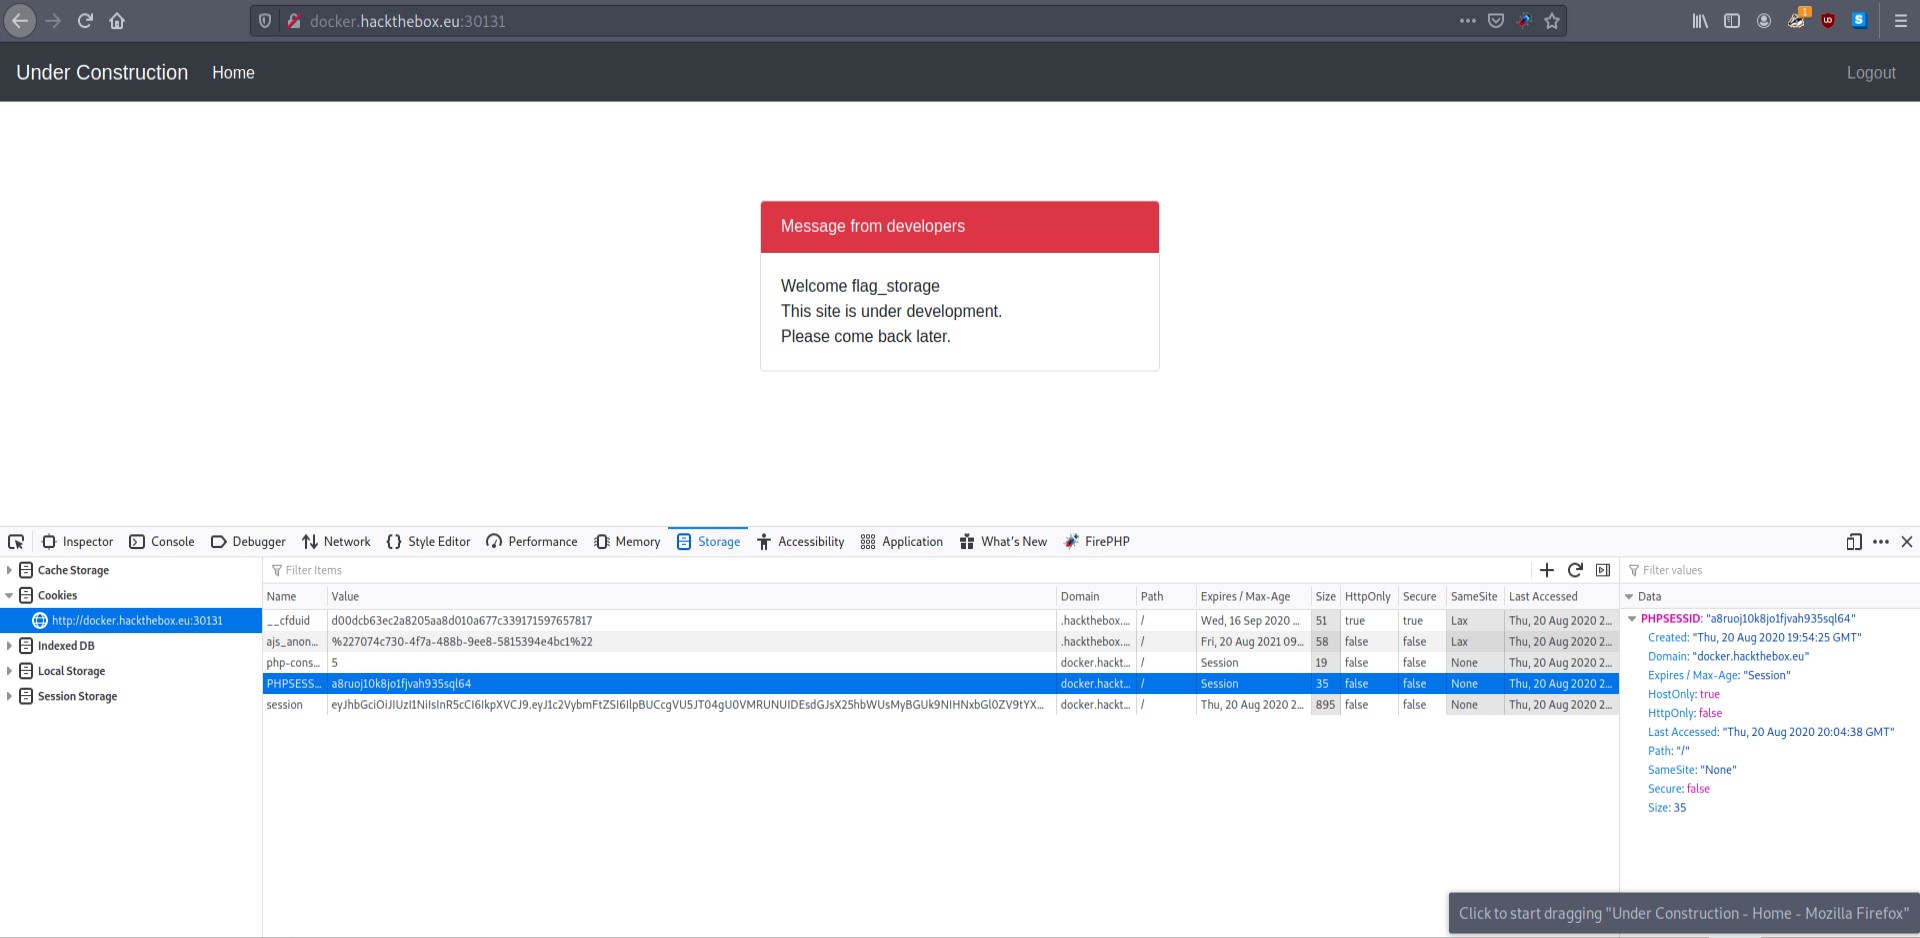 docker.hackthebox.eu:30131
1
Under Construction Home Logout
Message from developers
Welcome flag_storage
This site is under development.
Please come back later.
Inspector Console Debugger Network Style Editor Performance Memory Storage Accessibility Application What's New FirePHP
Cache Storage
Cookies
http://docker.hackthebox.eu:30131
Indexed DB
Local Storage
Session Storage
Filter Items
Name Value Domain Path Expires / Max-Age Size HttpOnly Secure SameSite Last Accessed
__cfduid d00dcb63ec2a8205aa8d010a677c339171597657817 .hackthebox.... / Wed, 16 Sep 2020 ... 51 true true Lax Thu, 20 Aug 2020 2...
ajs_anon... %227074c730-4f7a-488b-9ee8-5815394e4bc1%22 .hackthebox.... / Fri, 20 Aug 2021 09... 58 false false Lax Thu, 20 Aug 2020 2...
php-cons... 5 docker.hackt... / Session 19 false false None Thu, 20 Aug 2020 2...
PHPSESS... a8ruoj10k8jo1fjvah935sql64 docker.hackt... / Session 35 false false None Thu, 20 Aug 2020 2...
session docker.hackt... / Thu, 20 Aug 2020 2... 895 false false None Thu, 20 Aug 2020 2...
Filter values
Data
PHPSESSID: "a8ruoj10k8jo1fjvah935sql64"
Created: "Thu, 20 Aug 2020 19:54:25 GMT"
Domain: "docker.hackthebox.eu"
Expires / Max-Age: "Session"
HostOnly: true
HttpOnly: false
Last Accessed: "Thu, 20 Aug 2020 20:04:38 GMT"
Path: "/"
SameSite: "None"
Secure: false
Size: 35
Click to start dragging "Under Construction - Home - Mozilla Firefox"